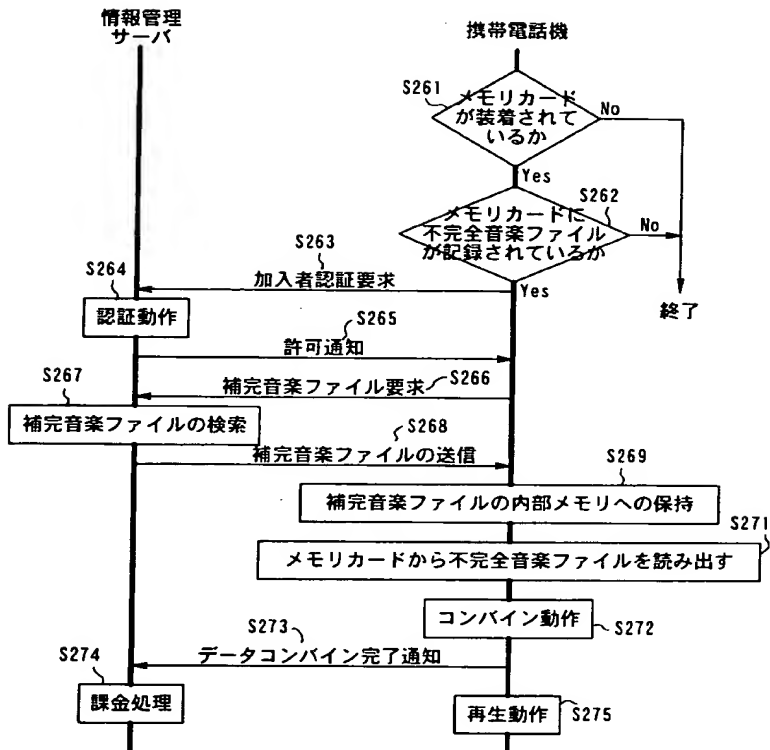 情報管理
サーバ
携帯電話機
S261
メモリカード
が装着されて
いるか
No
Yes
S262
メモリカードに
不完全音楽ファイル
が記録されているか
No
Yes
終了
S263
加入者認証要求
S264
認証動作
S265
許可通知
S266
補完音楽ファイル要求
S267
補完音楽ファイルの検索
S268
補完音楽ファイルの送信
S269
補完音楽ファイルの内部メモリへの保持
S271
メモリカードから不完全音楽ファイルを読み出す
コンバイン動作
S272
S273
データコンバイン完了通知
S274
課金処理
再生動作
S275